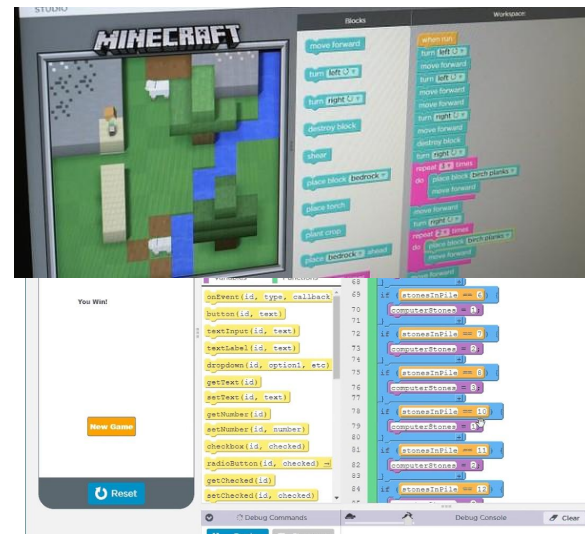 STUDIO
MINECRAFT
Blocks
Workspace:
move forward
turn left
turn right
destroy block
shear
place block bedrock
place torch
plant crop
place bedrock ahead
when run
turn left
move forward
turn left
move forward
move forward
turn right
move forward
destroy block
turn right
repeat 3 times
do place block birch planks
move forward
move forward
turn right
repeat 2 times
do place block birch planks
move forward
move forward
You Win!
New Game
Reset
onEvent(id, type, callback
button(id, text)
textInput(id, text)
textLabel(id, text)
dropdown(id, option1, etc)
getText(id)
setText(id, text)
getNumber(id)
setNumber(id, number)
checkbox(id, checked)
radioButton(id, checked)
getChecked(id)
setChecked(id, checked)
68
69 if (stonesInPile == 6) {
70 computerStones = 1;
71 }
72 if (stonesInPile == 7) {
73 computerStones = 2;
74 }
75 if (stonesInPile == 8) {
76 computerStones = 3;
77 }
78 if (stonesInPile == 10) {
79 computerStones = 1;
80 }
81 if (stonesInPile == 11) {
82 computerStones = 2;
83 }
84 if (stonesInPile == 12) {
Debug Commands
Debug Console
Clear